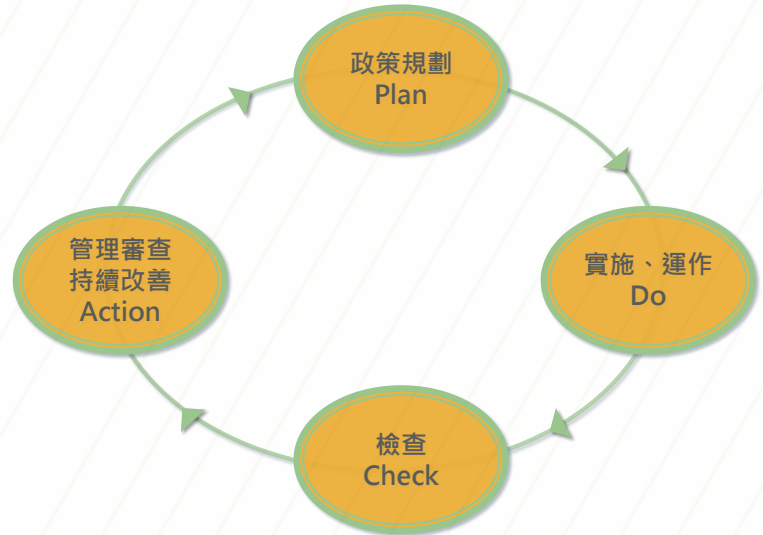 政策規劃
Plan
實施、運作
Do
檢查
Check
管理審查
持續改善
Action